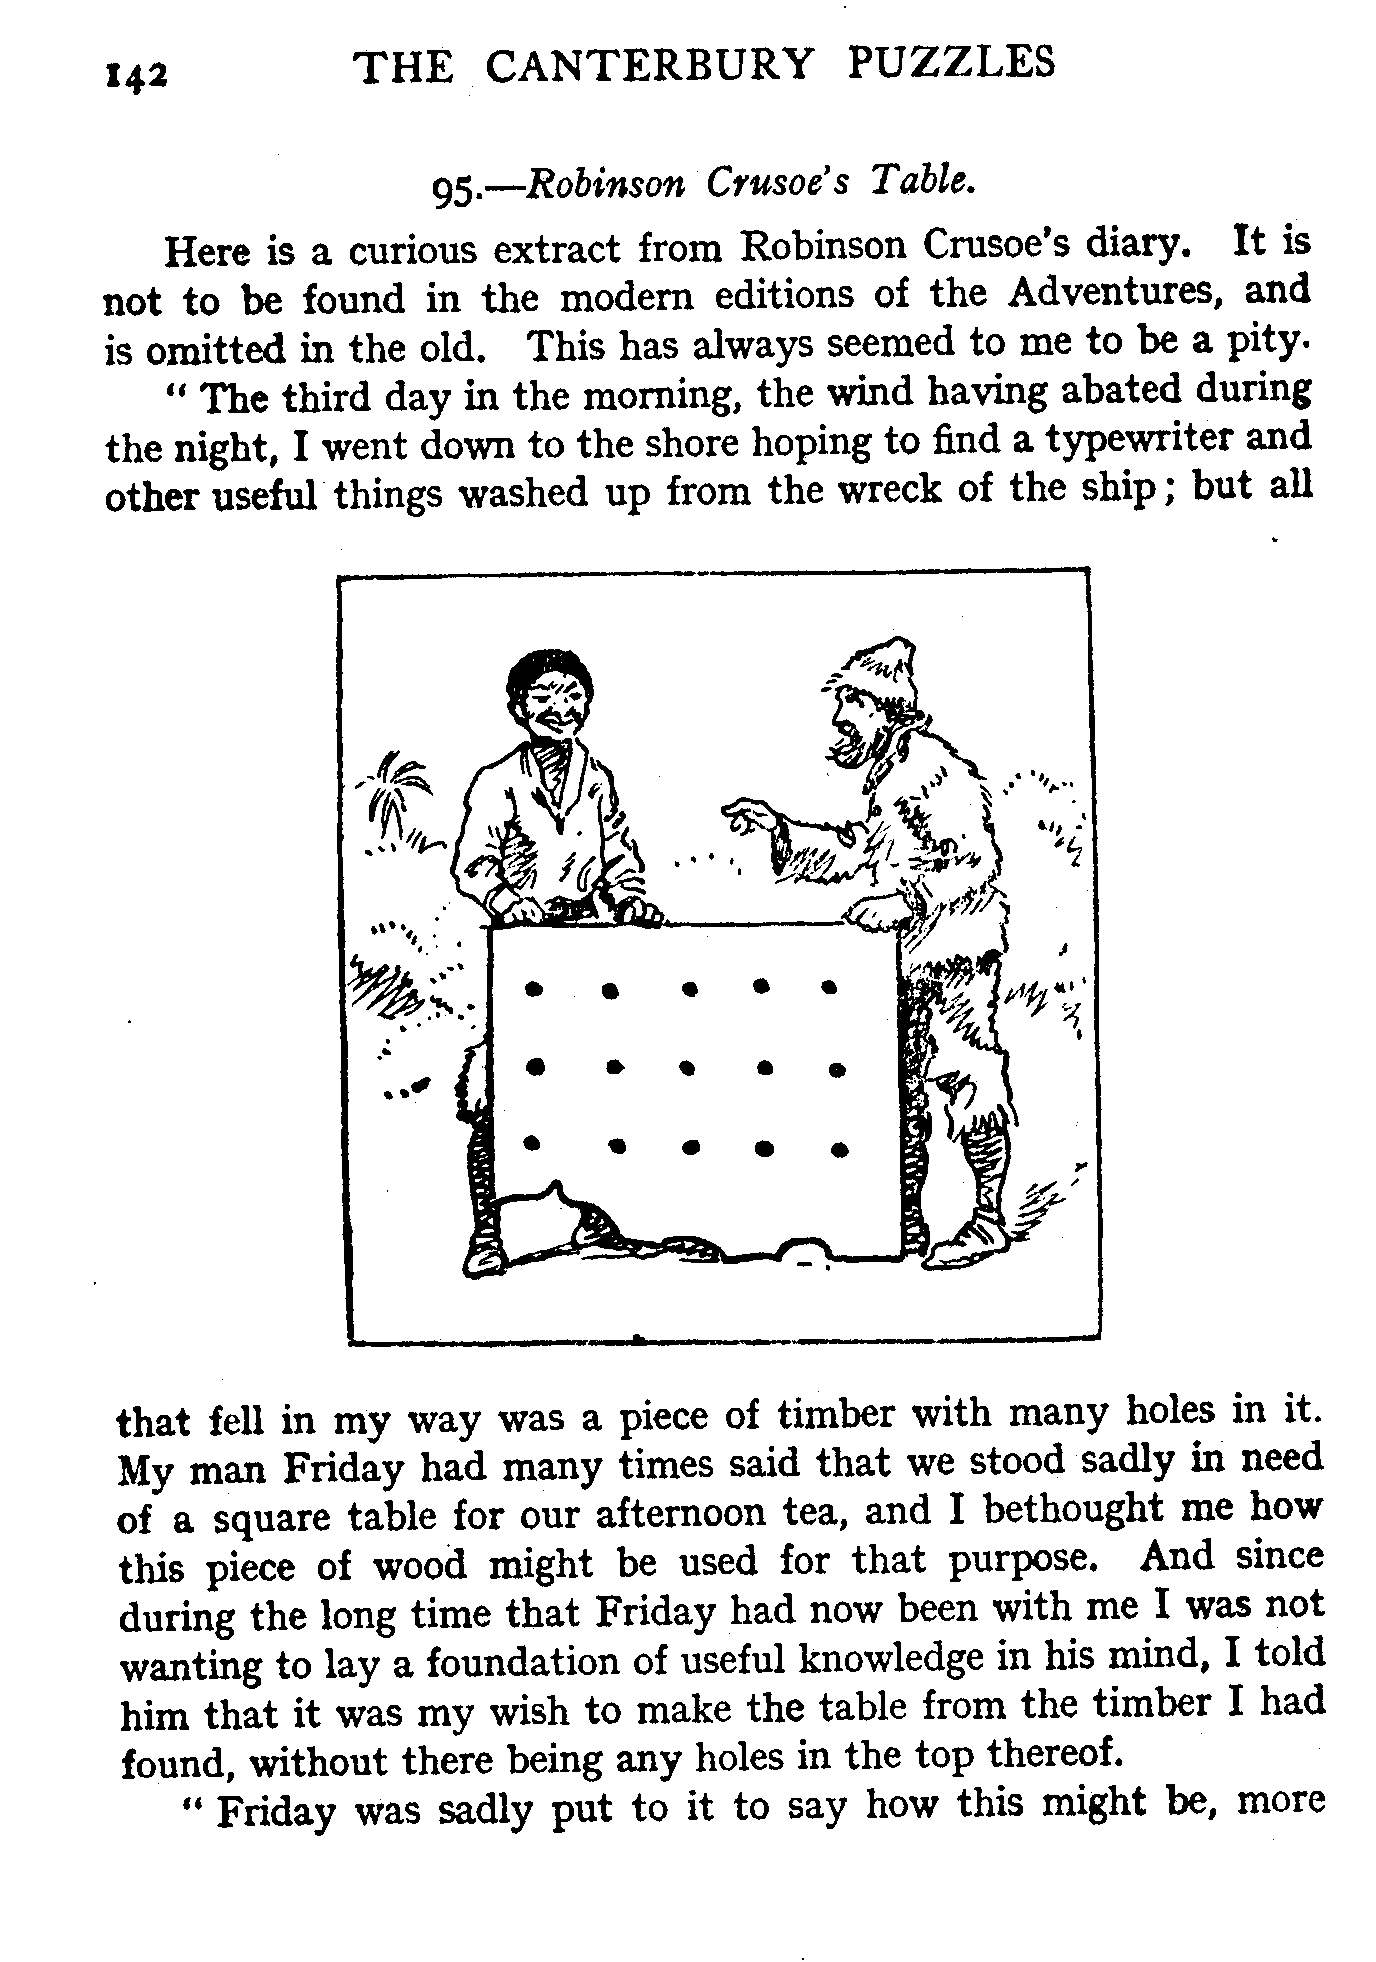 142 THE CANTERBURY PUZZLES
95.—Robinson Crusoe's Table.
Here is a curious extract from Robinson Crusoe's diary. It is
not to be found in the modern editions of the Adventures, and
is omitted in the old. This has always seemed to me to be a pity.
“ The third day in the morning, the wind having abated during
the night, I went down to the shore hoping to find a typewriter and
other useful things washed up from the wreck of the ship ; but all
that fell in my way was a piece of timber with many holes in it.
My man Friday had many times said that we stood sadly in need
of a square table for our afternoon tea, and I bethought me how
this piece of wood might be used for that purpose. And since
during the long time that Friday had now been with me I was not
wanting to lay a foundation of useful knowledge in his mind, I told
him that it was my wish to make the table from the timber I had
found, without there being any holes in the top thereof.
“ Friday was sadly put to it to say how this might be, more